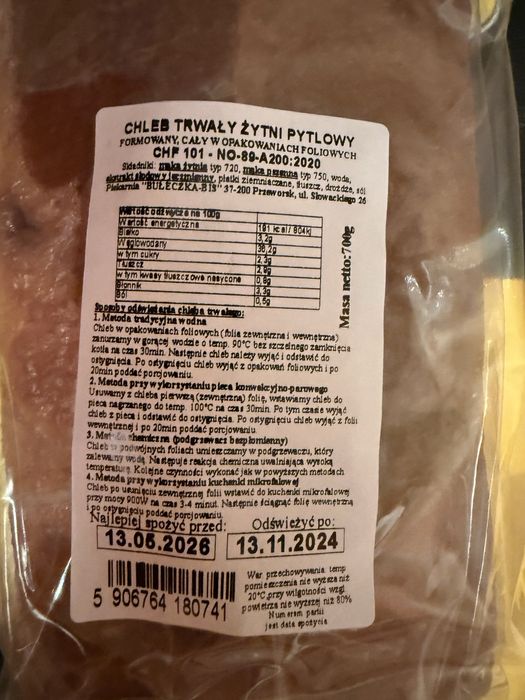 CHLEB TRWAŁY ŻYTNI PYTLOWY
FORMOWANY, CAŁY W OPAKOWANIACH FOLIOWYCH
CHF 101 - NO-89-A200:2020
Składniki: mąka żytnia typ 720, mąka pszenna typ 750, woda,
ekstrakt słodowy jęczmienny, płatki ziemniaczane, tłuszcz, drożdże, sól
Piekarnia "BUŁECZKA-BIS" 37-200 Przeworsk, ul. Słowackiego 26
Wartość odżywcza na 100g
Wartość energetyczna 191 kcal/804kj
Białko 3,2g
Węglowodany 38,2g
w tym cukry 2,3g
Tłuszcz
w tym kwasy tłuszczowe nasycone 0,8g
Błonnik 3,3g
Sól 0,5g
Masa netto: 700g
Sposoby odświeżania chleba trwałego:
1. Metoda tradycyjna wodna
Chleb w opakowaniach foliowych (folia zewnętrzna i wewnętrzna)
zanurzamy w gorącej wodzie o temp. 90°C bez szczelnego zamknięcia
kotła na czas 30min. Następnie chleb należy wyjąć i odstawić do
ostygnięcia. Po ostygnięciu chleb wyjąć z opakowań foliowych i po
20min poddać porcjowaniu.
2. Metoda przy wykorzystaniu pieca konwekcyjno-parowego
Usuwamy z chleba pierwszą (zewnętrzną) folię, wstawiamy chleb do
pieca nagrzanego do temp. 100°C na czas 30min. Po tym czasie wyjąć
chleb z pieca i odstawić do ostygnięcia. Po ostygnięciu chleb wyjąć z folii
wewnętrznej i po 20min poddać porcjowaniu.
3. Metoda chemiczna (podgrzewacz bezpłomienny)
Chleb w podwójnych foliach umieszczamy w podgrzewaczu, który
zalewamy wodą. Następuje reakcja chemiczna uwalniająca wysoką
temperaturę. Kolejne czynności wykonać jak w powyższych metodach
4. Metoda przy wykorzystaniu kuchenki mikrofalowej
Chleb po usunięciu zewnętrznej folii wstawić do kuchenki mikrofalowej
przy mocy 900W na czas 3-4 minut. Następnie ściągnąć folię wewnętrzną
i po ostygnięciu poddać porcjowaniu.
Najlepiej spożyć przed: Odświeżyć po:
13.05.2026 13.11.2024
War. przechowywania temp
pomieszczenia nie wyższa niż
20°C, przy wilgotności wzgl
powietrza nie wyższej niż 80%
Numerem partii
jest data spożycia
5 906764 180741